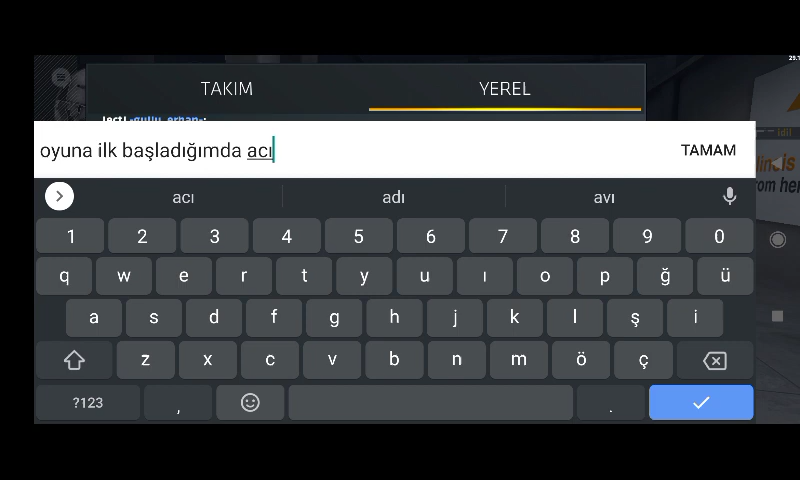 TAKIM
YEREL
oyuna ilk başladığımda acı
TAMAM
acı
adı
avı
1 2 3 4 5 6 7 8 9 0
q w e r t y u ı o p ğ ü
a s d f g h j k l ş i
z x c v b n m ö ç
?123 , .